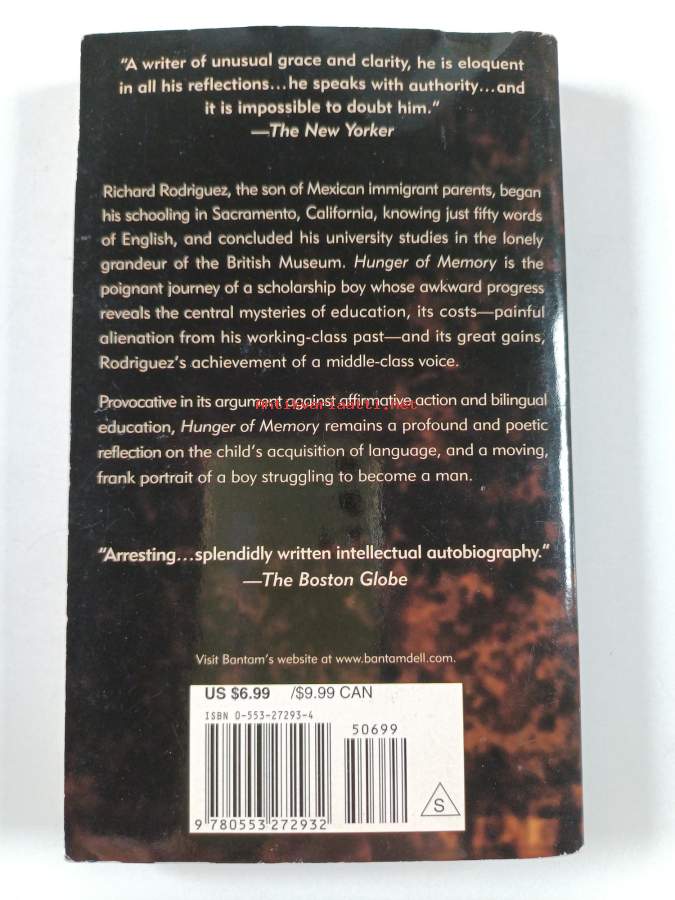 "A writer of unusual grace and clarity, he is eloquent
in all his reflections...he speaks with authority...and
it is impossible to doubt him."
—The New Yorker
Richard Rodriguez, the son of Mexican immigrant parents, began
his schooling in Sacramento, California, knowing just fifty words
of English, and concluded his university studies in the lonely
grandeur of the British Museum. Hunger of Memory is the
poignant journey of a scholarship boy whose awkward progress
reveals the central mysteries of education, its costs—painful
alienation from his working-class past—and its great gains,
Rodriguez's achievement of a middle-class voice.
Provocative in its argument against affirmative action and bilingual
antikvariaatti.net
education, Hunger of Memory remains a profound and poetic
reflection on the child's acquisition of language, and a moving,
frank portrait of a boy struggling to become a man.
"Arresting...splendidly written intellectual autobiography."
—The Boston Globe
Visit Bantam's website at www.bantamdell.com.
US $6.99 /$9.99 CAN
ISBN 0-553-27293-4
50699
9 780553 272932
S